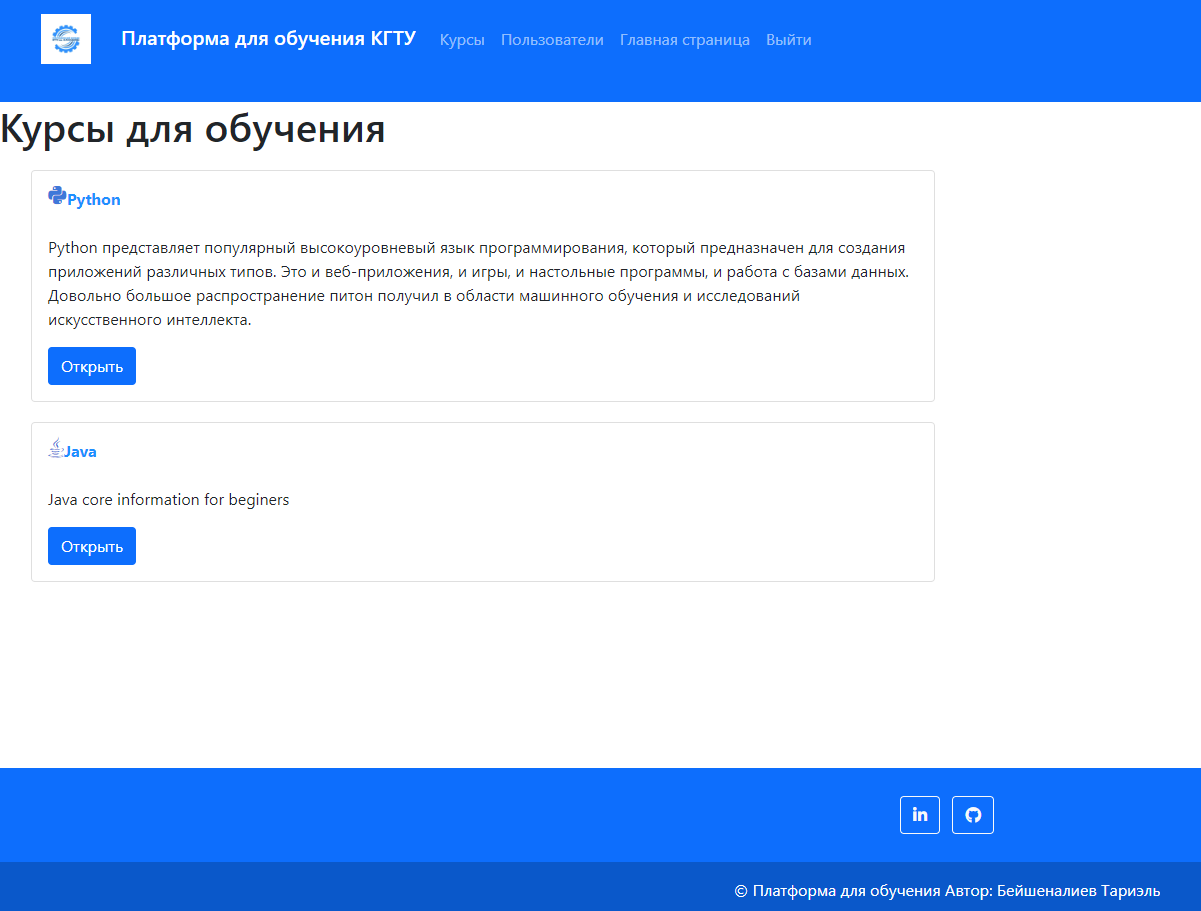 Платформа для обучения КГТУ Курсы Пользователи Главная страница Выйти
Курсы для обучения
Python
Python представляет популярный высокоуровневый язык программирования, который предназначен для создания
приложений различных типов. Это и веб-приложения, и игры, и настольные программы, и работа с базами данных.
Довольно большое распространение питон получил в области машинного обучения и исследований
искусственного интеллекта.
Открыть
Java
Java core information for beginers
Открыть
in
© Платформа для обучения Автор: Бейшеналиев Тариэль